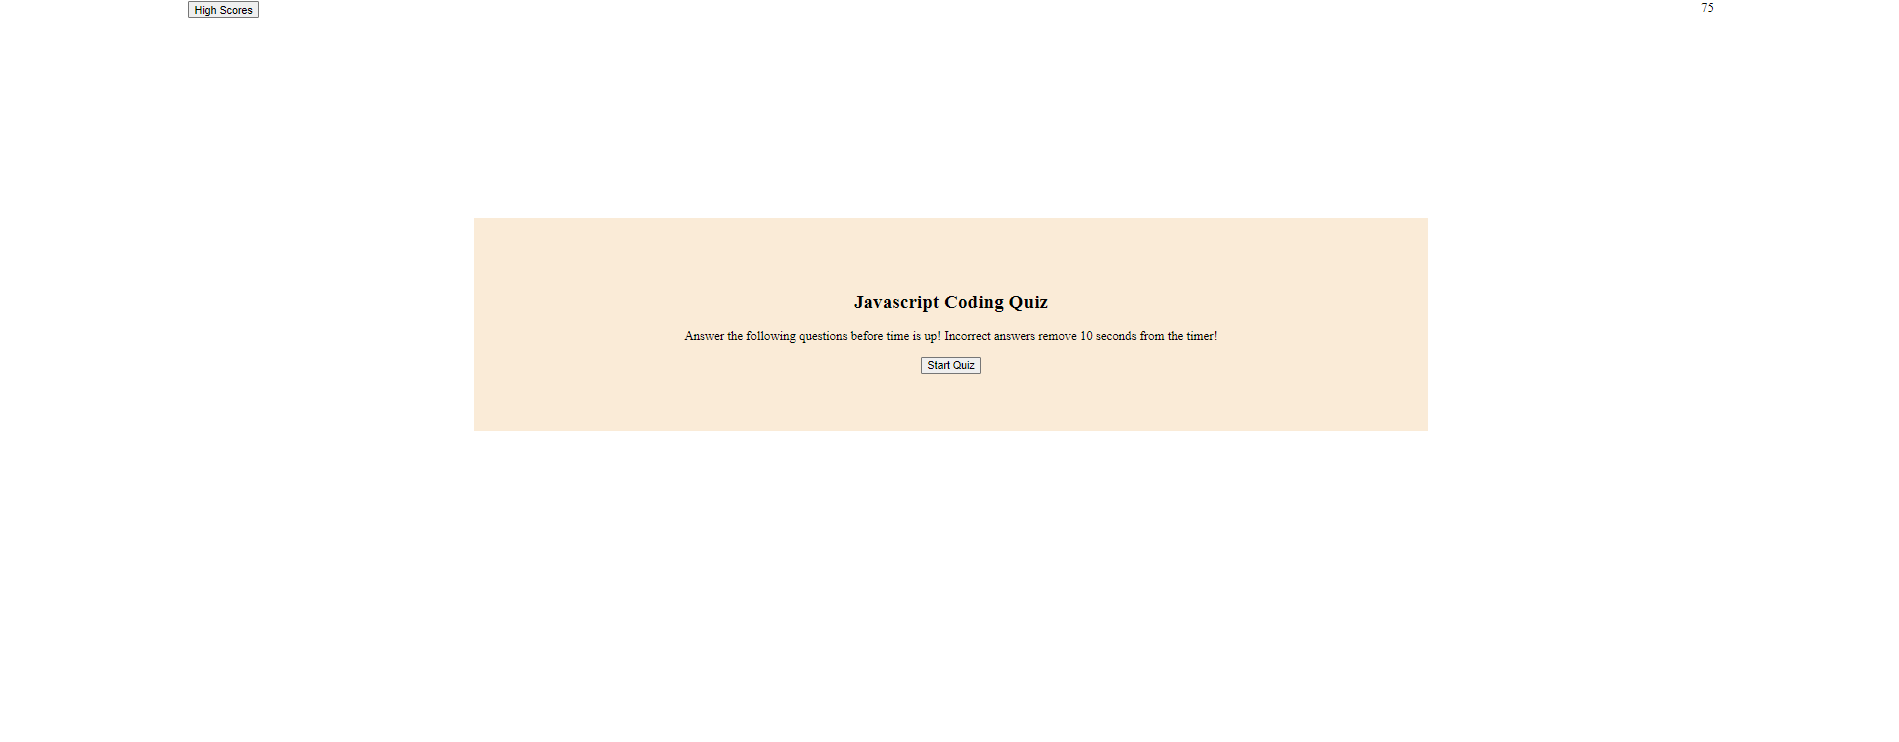 High Scores
75
Javascript Coding Quiz
Answer the following questions before time is up! Incorrect answers remove 10 seconds from the timer!
Start Quiz